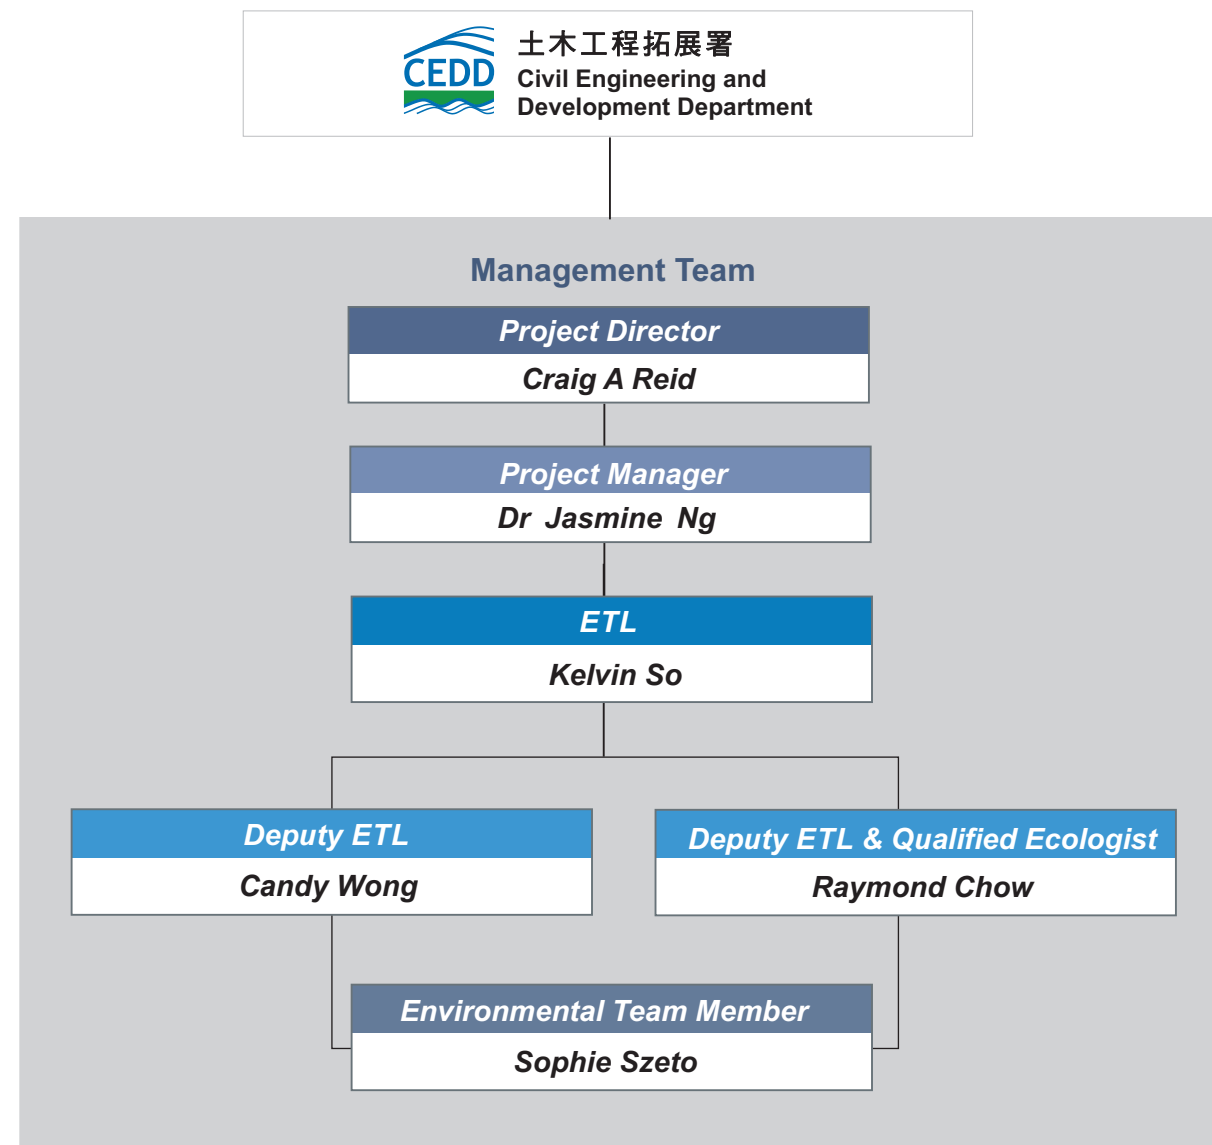 CEDD
土木工程拓展署
Civil Engineering and
Development Department
Management Team
Project Director
Craig A Reid
Project Manager
Dr Jasmine Ng
ETL
Kelvin So
Deputy ETL
Candy Wong
Deputy ETL & Qualified Ecologist
Raymond Chow
Environmental Team Member
Sophie Szeto